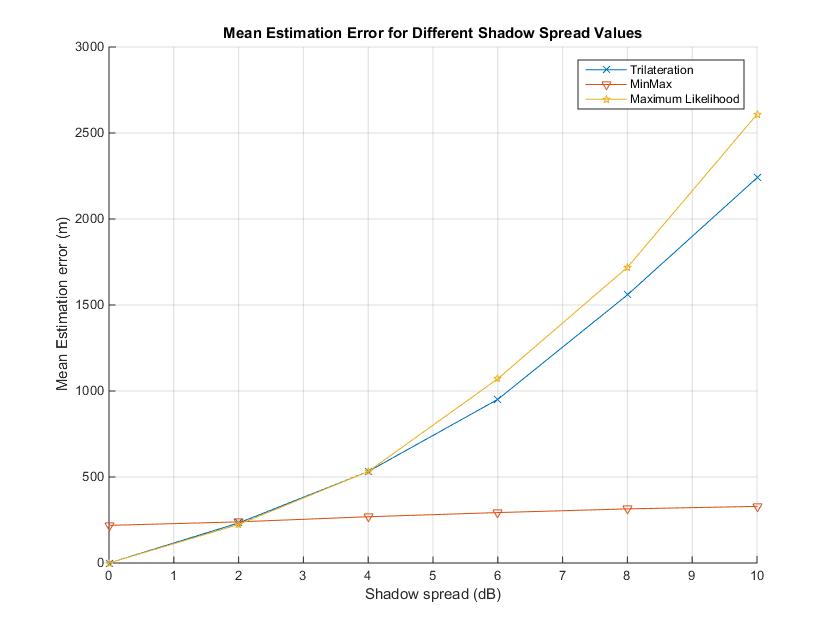 Mean Estimation Error for Different Shadow Spread Values
3000
2500
2000
1500
1000
500
0
Mean Estimation error (m)
Trilateration
MinMax
Maximum Likelihood
0 1 2 3 4 5 6 7 8 9 10
Shadow spread (dB)